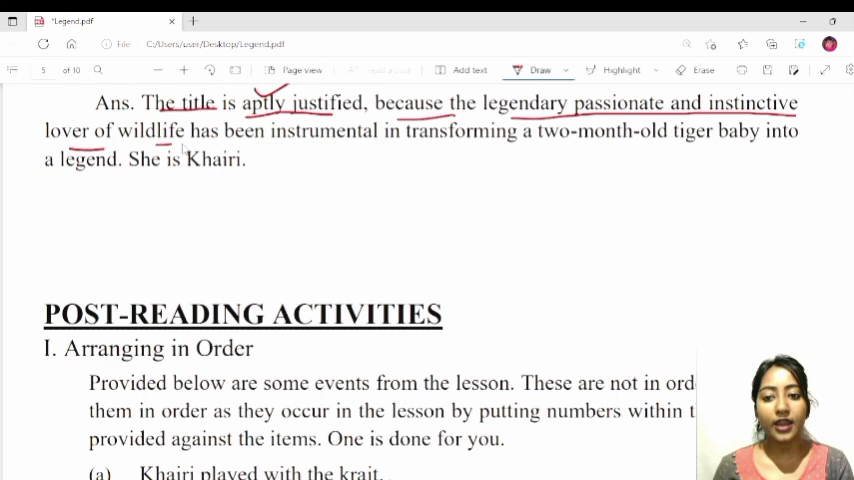 *Legend.pdf
File
C:/Users/user/Desktop/Legend.pdf
5 of 10
Page view
Read aloud
Add text
Draw
Highlight
Erase
Ans. The title is aptly justified, because the legendary passionate and instinctive
lover of wildlife has been instrumental in transforming a two-month-old tiger baby into
a legend. She is Khairi.
POST-READING ACTIVITIES
I. Arranging in Order
Provided below are some events from the lesson. These are not in ord
them in order as they occur in the lesson by putting numbers within t
provided against the items. One is done for you.
(a) Khairi played with the krait.